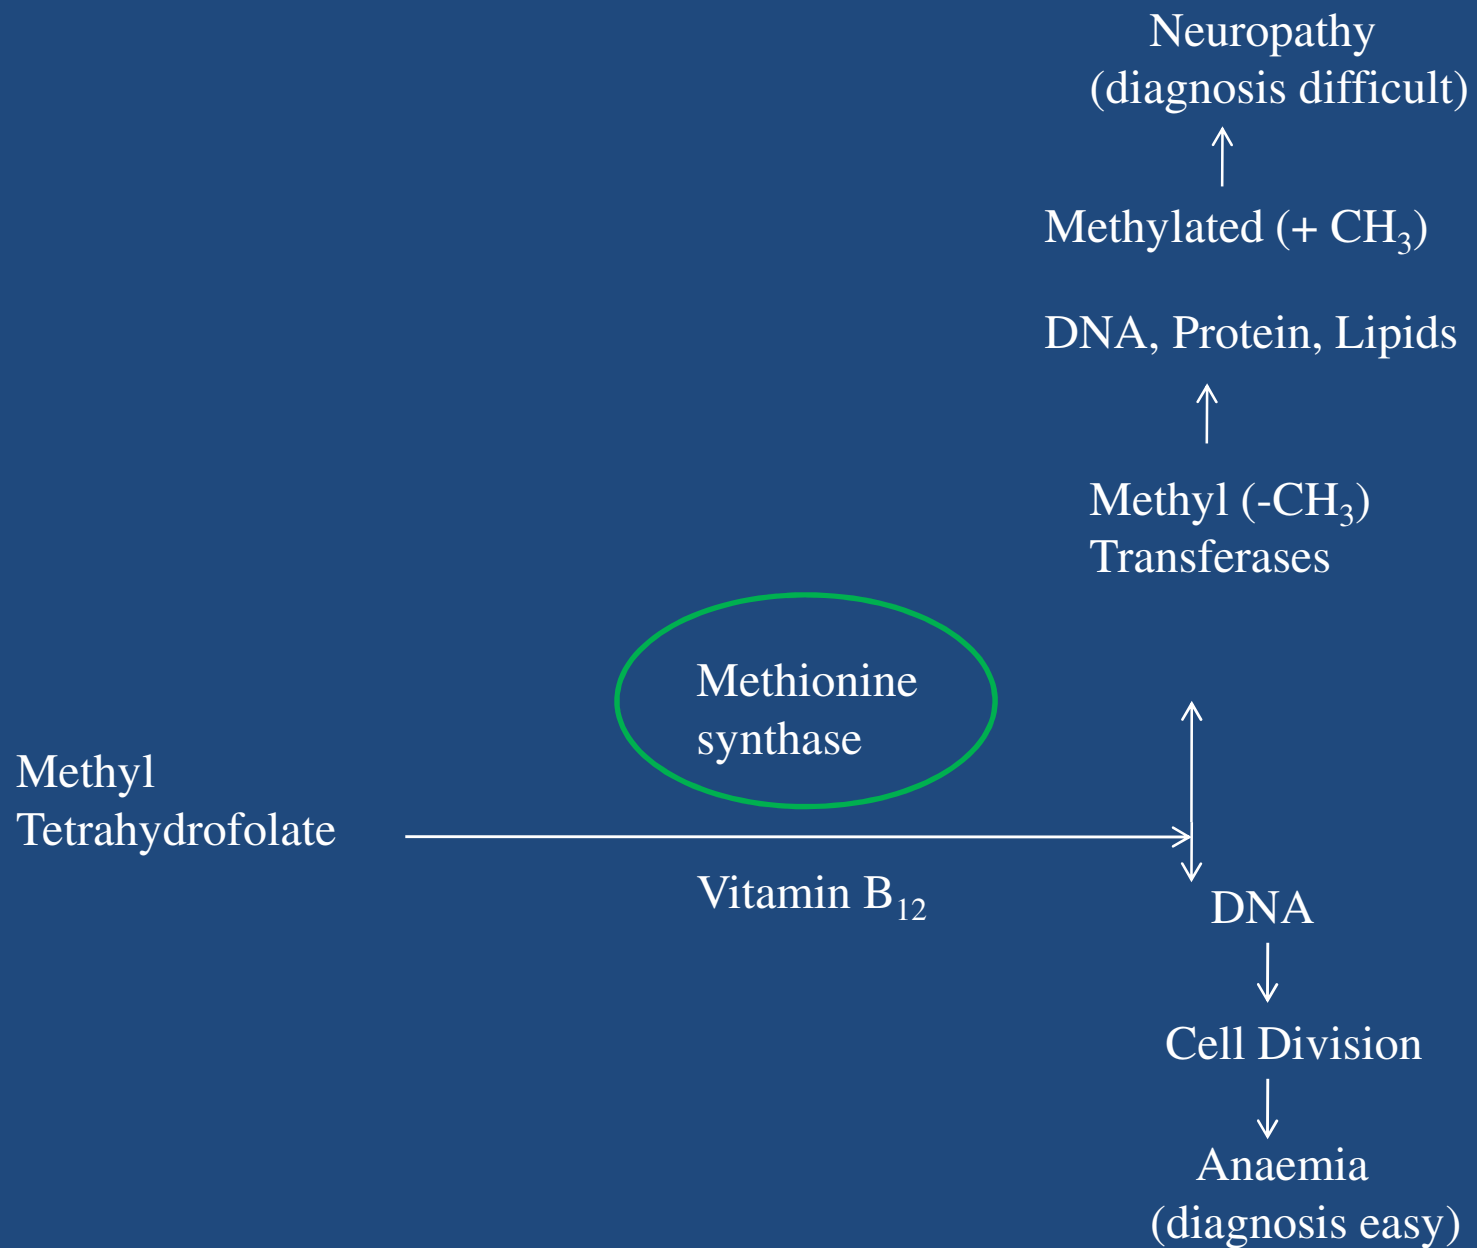 Neuropathy
(diagnosis difficult)
Methylated (+ CH₃)
DNA, Protein, Lipids
Methyl (-CH₃)
Transferases
Methionine
synthase
Methyl
Tetrahydrofolate
Vitamin B₁₂
DNA
Cell Division
Anaemia
(diagnosis easy)